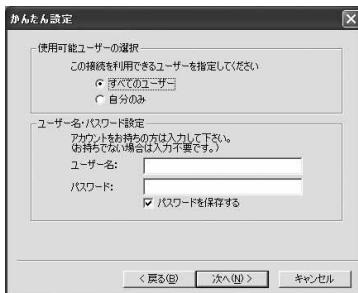 かんたん設定
使用可能ユーザーの選択
この接続を利用できるユーザーを指定してください
すべてのユーザー
自分のみ
ユーザー名・パスワード設定
アカウントをお持ちの方は入力して下さい。
(お持ちでない場合は入力不要です。)
ユーザー名:
パスワード:
パスワードを保存する
< 戻る(B)
次へ(N) >
キャンセル